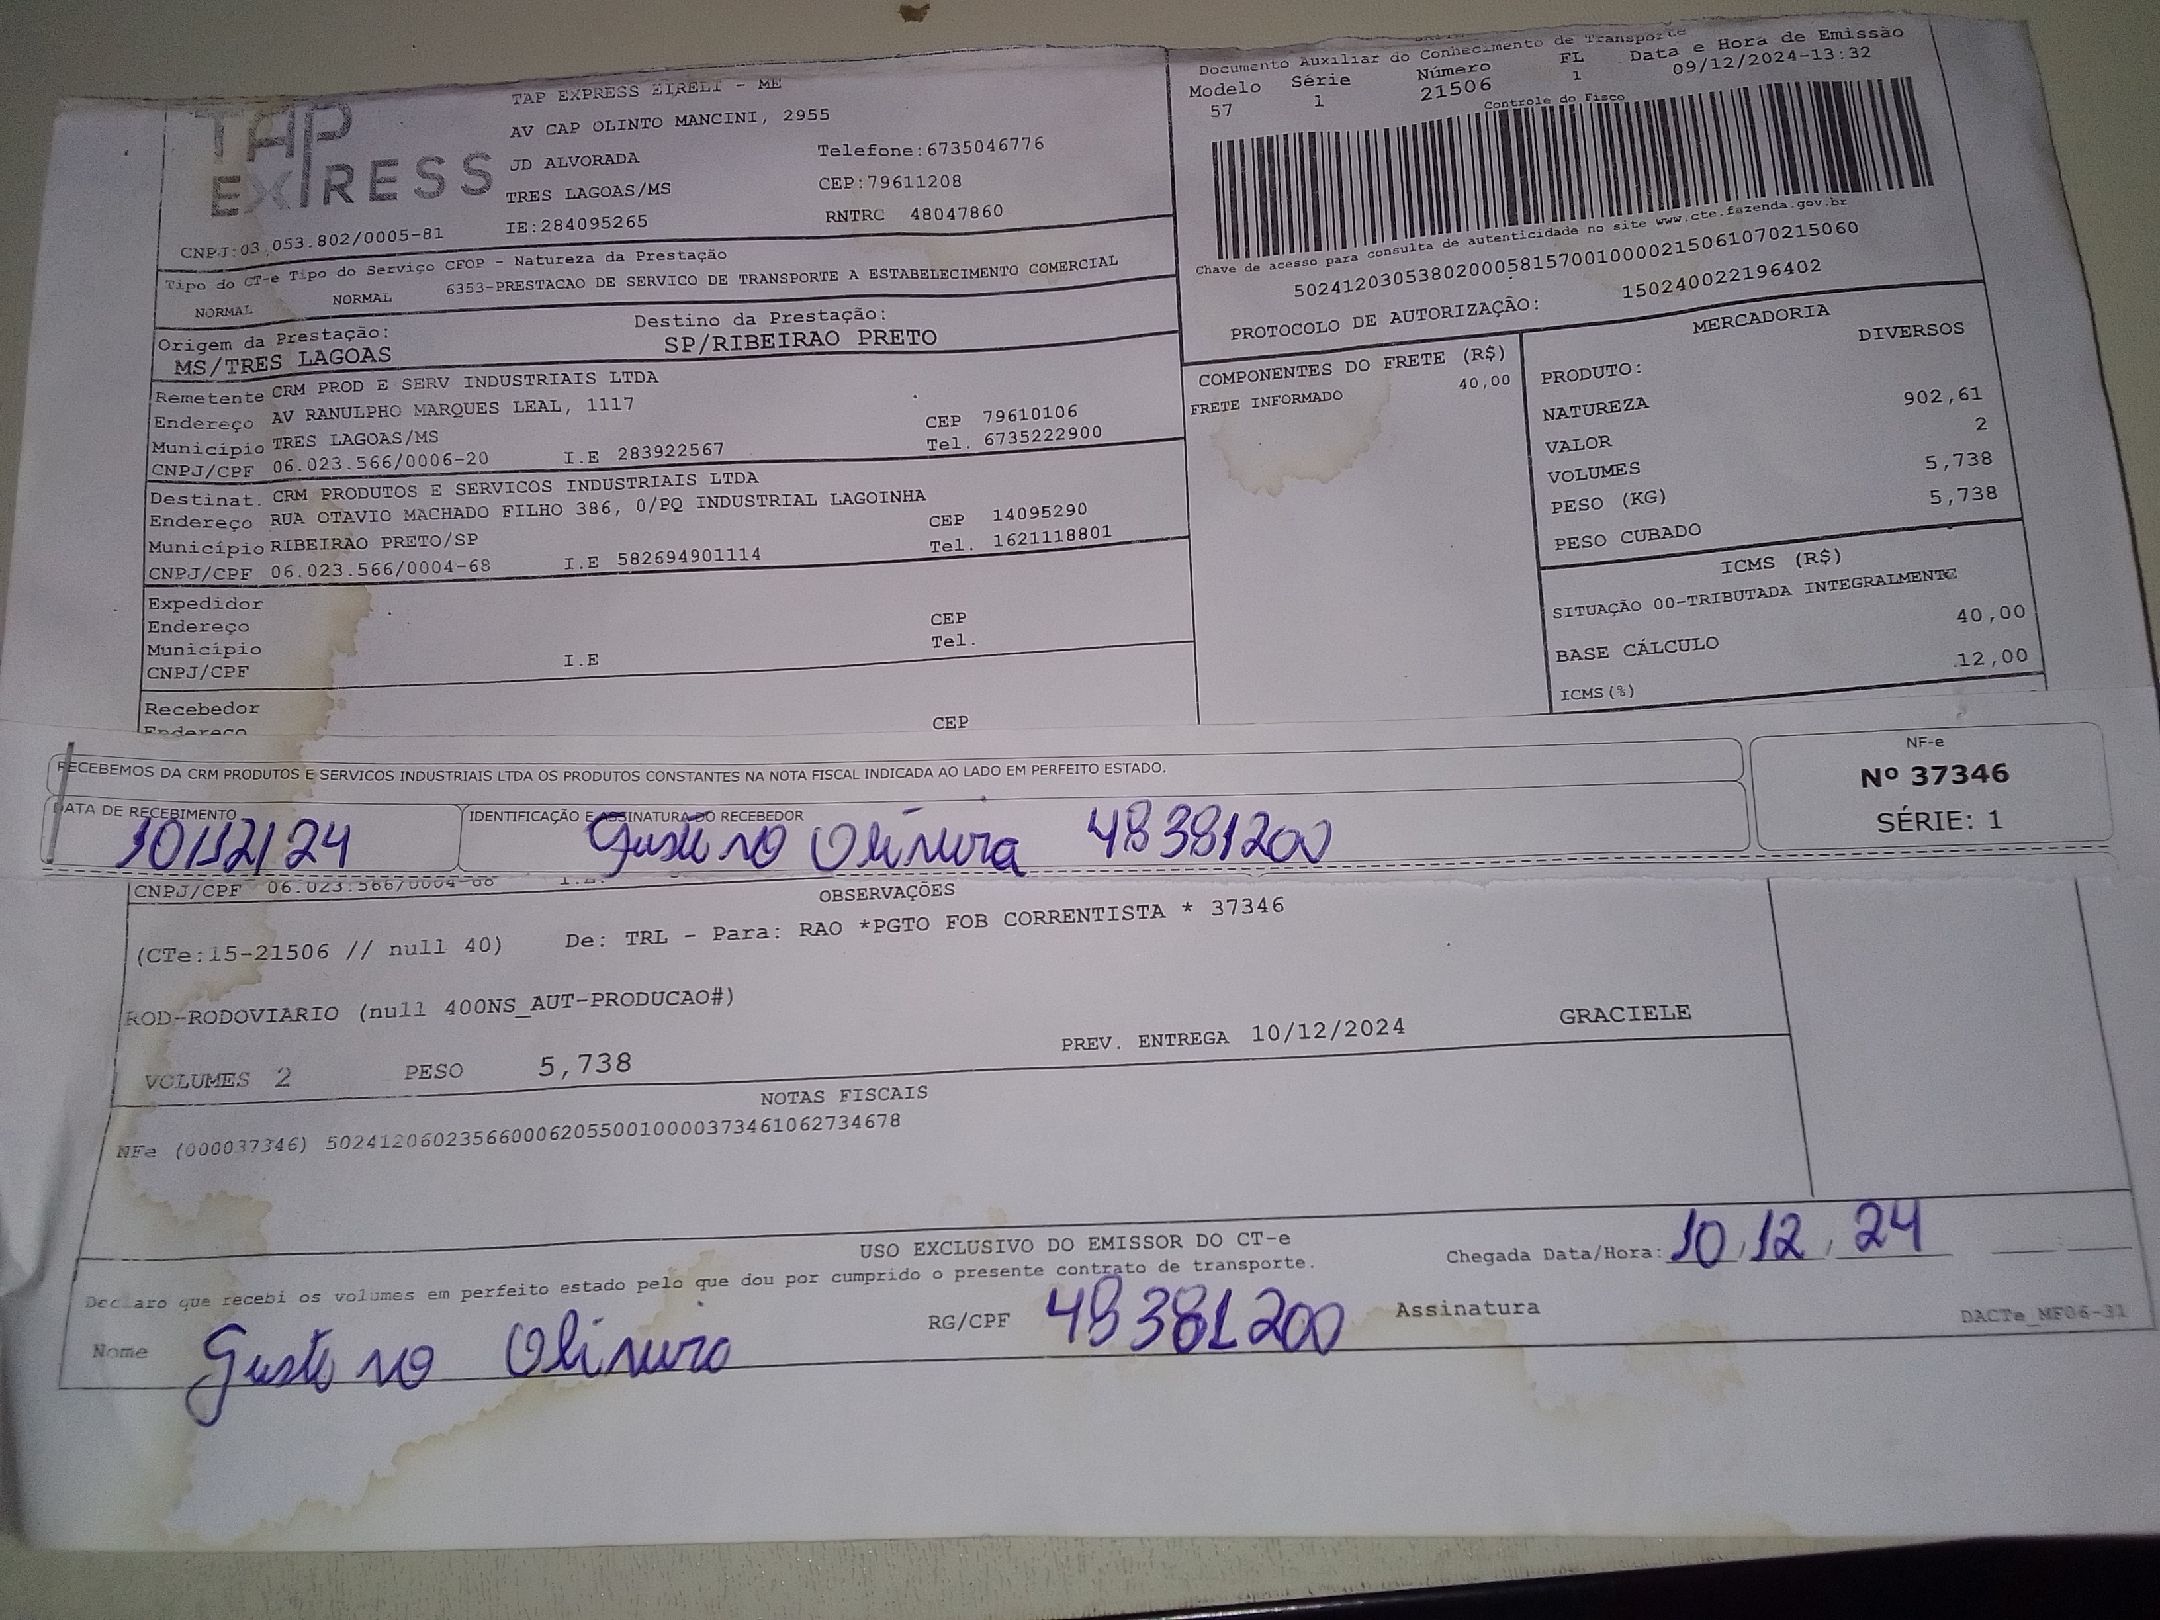 TAP EXPRESS
TAP EXPRESS EIRELI - ME
AV CAP OLINTO MANCINI, 2955
JD ALVORADA Telefone:6735046776
TRES LAGOAS/MS CEP:79611208
CNPJ:03,053.802/0005-81 IE:284095265 RNTRC 48047860
Documento Auxiliar do Conhecimento de Transporte
Modelo Série Número FL Data e Hora de Emissão
57 1 21506 1 09/12/2024-13:32
Controle do Fisco
Chave de acesso para consulta de autenticidade no site www.cte.fazenda.gov.br
50241203053802000581570010000215061070215060
PROTOCOLO DE AUTORIZAÇÃO: 150240022196402
Tipo do CT-e Tipo do Serviço CFOP - Natureza da Prestação
NORMAL NORMAL 6353-PRESTACAO DE SERVICO DE TRANSPORTE A ESTABELECIMENTO COMERCIAL
Origem da Prestação: Destino da Prestação:
MS/TRES LAGOAS SP/RIBEIRAO PRETO
Remetente CRM PROD E SERV INDUSTRIAIS LTDA
Endereço AV RANULPHO MARQUES LEAL, 1117 CEP 79610106
Município TRES LAGOAS/MS Tel. 6735222900
CNPJ/CPF 06.023.566/0006-20 I.E 283922567
Destinat. CRM PRODUTOS E SERVICOS INDUSTRIAIS LTDA
Endereço RUA OTAVIO MACHADO FILHO 386, 0/PQ INDUSTRIAL LAGOINHA
Município RIBEIRAO PRETO/SP CEP 14095290
CNPJ/CPF 06.023.566/0004-68 I.E 582694901114 Tel. 1621118801
Expedidor
Endereço CEP
Município Tel.
CNPJ/CPF I.E
Recebedor
Endereço CEP
COMPONENTES DO FRETE (R$)
FRETE INFORMADO 40,00
MERCADORIA
PRODUTO: DIVERSOS
NATUREZA
VALOR 902,61
VOLUMES 2
PESO (KG) 5,738
PESO CUBADO 5,738
ICMS (R$)
SITUAÇÃO 00-TRIBUTADA INTEGRALMENTE
BASE CÁLCULO 40,00
ICMS(%) 12,00
RECEBEMOS DA CRM PRODUTOS E SERVICOS INDUSTRIAIS LTDA OS PRODUTOS CONSTANTES NA NOTA FISCAL INDICADA AO LADO EM PERFEITO ESTADO.
DATA DE RECEBIMENTO IDENTIFICAÇÃO E ASSINATURA DO RECEBEDOR
10/12/24 Gustavo Oliveira 48381200
NF-e
Nº 37346
SÉRIE: 1
CNPJ/CPF 06.023.566/0004-68 I.E.
OBSERVAÇÕES
(CTe:15-21506 // null 40) De: TRL - Para: RAO *PGTO FOB CORRENTISTA * 37346
ROD-RODOVIARIO (null 400NS_AUT-PRODUCAO#)
VOLUMES 2 PESO 5,738 PREV. ENTREGA 10/12/2024 GRACIELE
NOTAS FISCAIS
NFe (000037346) 50241206023566000620550010000373461062734678
USO EXCLUSIVO DO EMISSOR DO CT-e
Declaro que recebi os volumes em perfeito estado pelo que dou por cumprido o presente contrato de transporte. Chegada Data/Hora: 10,12,24
Nome Gustavo Oliveira RG/CPF 48381200 Assinatura
DACTe_MF06-31